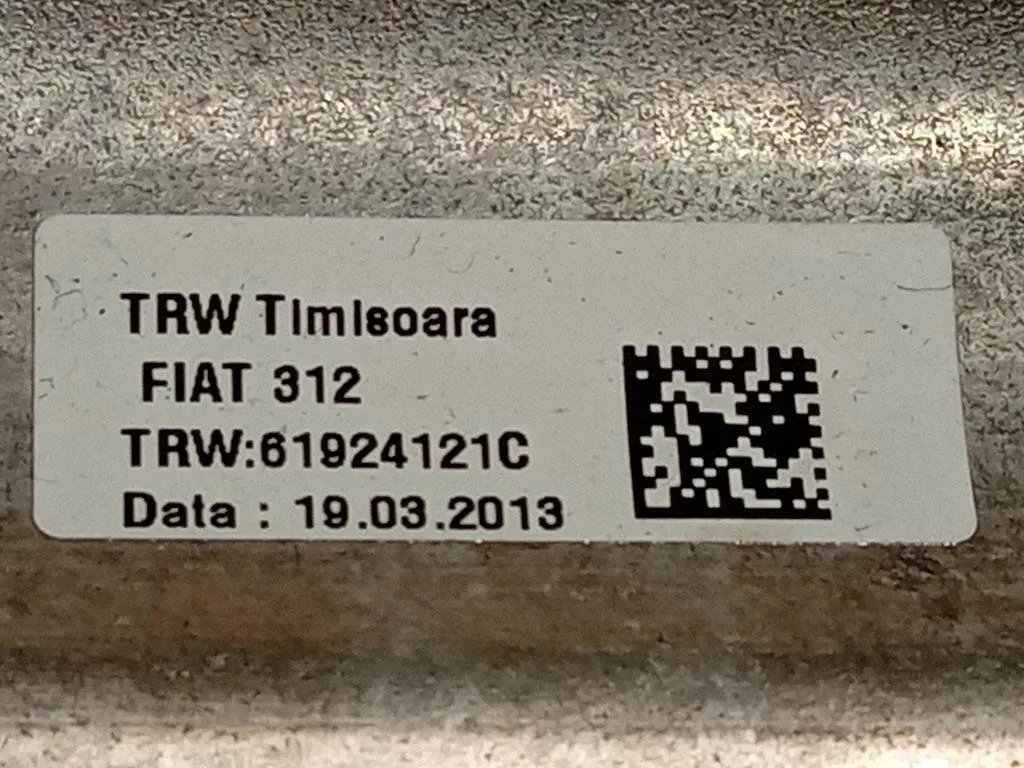 TRW Timisoara
FIAT 312
TRW:61924121C
Data : 19.03.2013